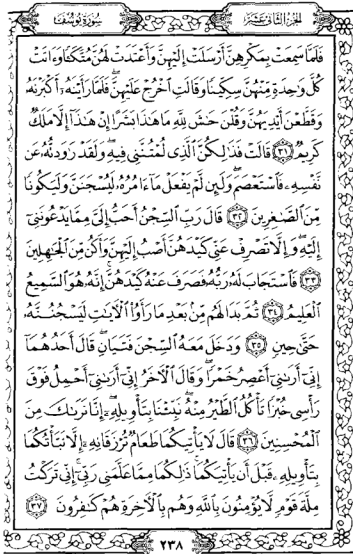 الجزء الثاني عشر
سورة يوسف
فَلَمَّا سَمِعَتْ بِمَكْرِهِنَّ أَرْسَلَتْ إِلَيْهِنَّ وَأَعْتَدَتْ لَهُنَّ مُتَّكَـًٔا وَءَاتَتْ
كُلَّ وَٰحِدَةٍ مِّنْهُنَّ سِكِّينًا وَقَالَتِ ٱخْرُجْ عَلَيْهِنَّ ۖ فَلَمَّا رَأَيْنَهُۥٓ أَكْبَرْنَهُۥ
وَقَطَّعْنَ أَيْدِيَهُنَّ وَقُلْنَ حَٰشَ لِلَّهِ مَا هَٰذَا بَشَرًا إِنْ هَٰذَآ إِلَّا مَلَكٌ
كَرِيمٌ ٣١ قَالَتْ فَذَٰلِكُنَّ ٱلَّذِى لُمْتُنَّنِى فِيهِ ۖ وَلَقَدْ رَٰوَدتُّهُۥ عَن
نَّفْسِهِۦ فَٱسْتَعْصَمَ ۖ وَلَئِن لَّمْ يَفْعَلْ مَآ ءَامُرُهُۥ لَيُسْجَنَنَّ وَلَيَكُونًا
مِّنَ ٱلصَّٰغِرِينَ ٣٢ قَالَ رَبِّ ٱلسِّجْنُ أَحَبُّ إِلَىَّ مِمَّا يَدْعُونَنِىٓ
إِلَيْهِ ۖ وَإِلَّا تَصْرِفْ عَنِّى كَيْدَهُنَّ أَصْبُ إِلَيْهِنَّ وَأَكُن مِّنَ ٱلْجَٰهِلِينَ
٣٣ فَٱسْتَجَابَ لَهُۥ رَبُّهُۥ فَصَرَفَ عَنْهُ كَيْدَهُنَّ ۚ إِنَّهُۥ هُوَ ٱلسَّمِيعُ
ٱلْعَلِيمُ ٣٤ ثُمَّ بَدَا لَهُم مِّنۢ بَعْدِ مَا رَأَوُا۟ ٱلْـَٔايَٰتِ لَيَسْجُنُنَّهُۥ
حَتَّىٰ حِينٍ ٣٥ وَدَخَلَ مَعَهُ ٱلسِّجْنَ فَتَيَانِ ۖ قَالَ أَحَدُهُمَآ
إِنِّىٓ أَرَىٰنِىٓ أَعْصِرُ خَمْرًا ۖ وَقَالَ ٱلْـَٔاخَرُ إِنِّىٓ أَرَىٰنِىٓ أَحْمِلُ فَوْقَ
رَأْسِى خُبْزًا تَأْكُلُ ٱلطَّيْرُ مِنْهُ ۖ نَبِّئْنَا بِتَأْوِيلِهِۦٓ ۖ إِنَّا نَرَىٰكَ مِنَ
ٱلْمُحْسِنِينَ ٣٦ قَالَ لَا يَأْتِيكُمَا طَعَامٌ تُرْزَقَانِهِۦٓ إِلَّا نَبَّأْتُكُمَا
بِتَأْوِيلِهِۦ قَبْلَ أَن يَأْتِيَكُمَا ۚ ذَٰلِكُمَا مِمَّا عَلَّمَنِى رَبِّىٓ ۚ إِنِّى تَرَكْتُ
مِلَّةَ قَوْمٍ لَّا يُؤْمِنُونَ بِٱللَّهِ وَهُم بِٱلْـَٔاخِرَةِ هُمْ كَٰفِرُونَ ٣٧
٢٣٨